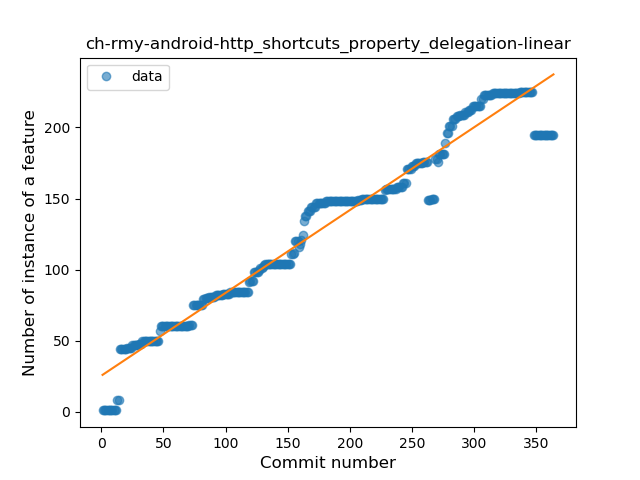 ch-rmy-android-http_shortcuts_property_delegation-linear
data
Number of instance of a feature
200
150
100
50
0
0 50 100 150 200 250 300 350
Commit number